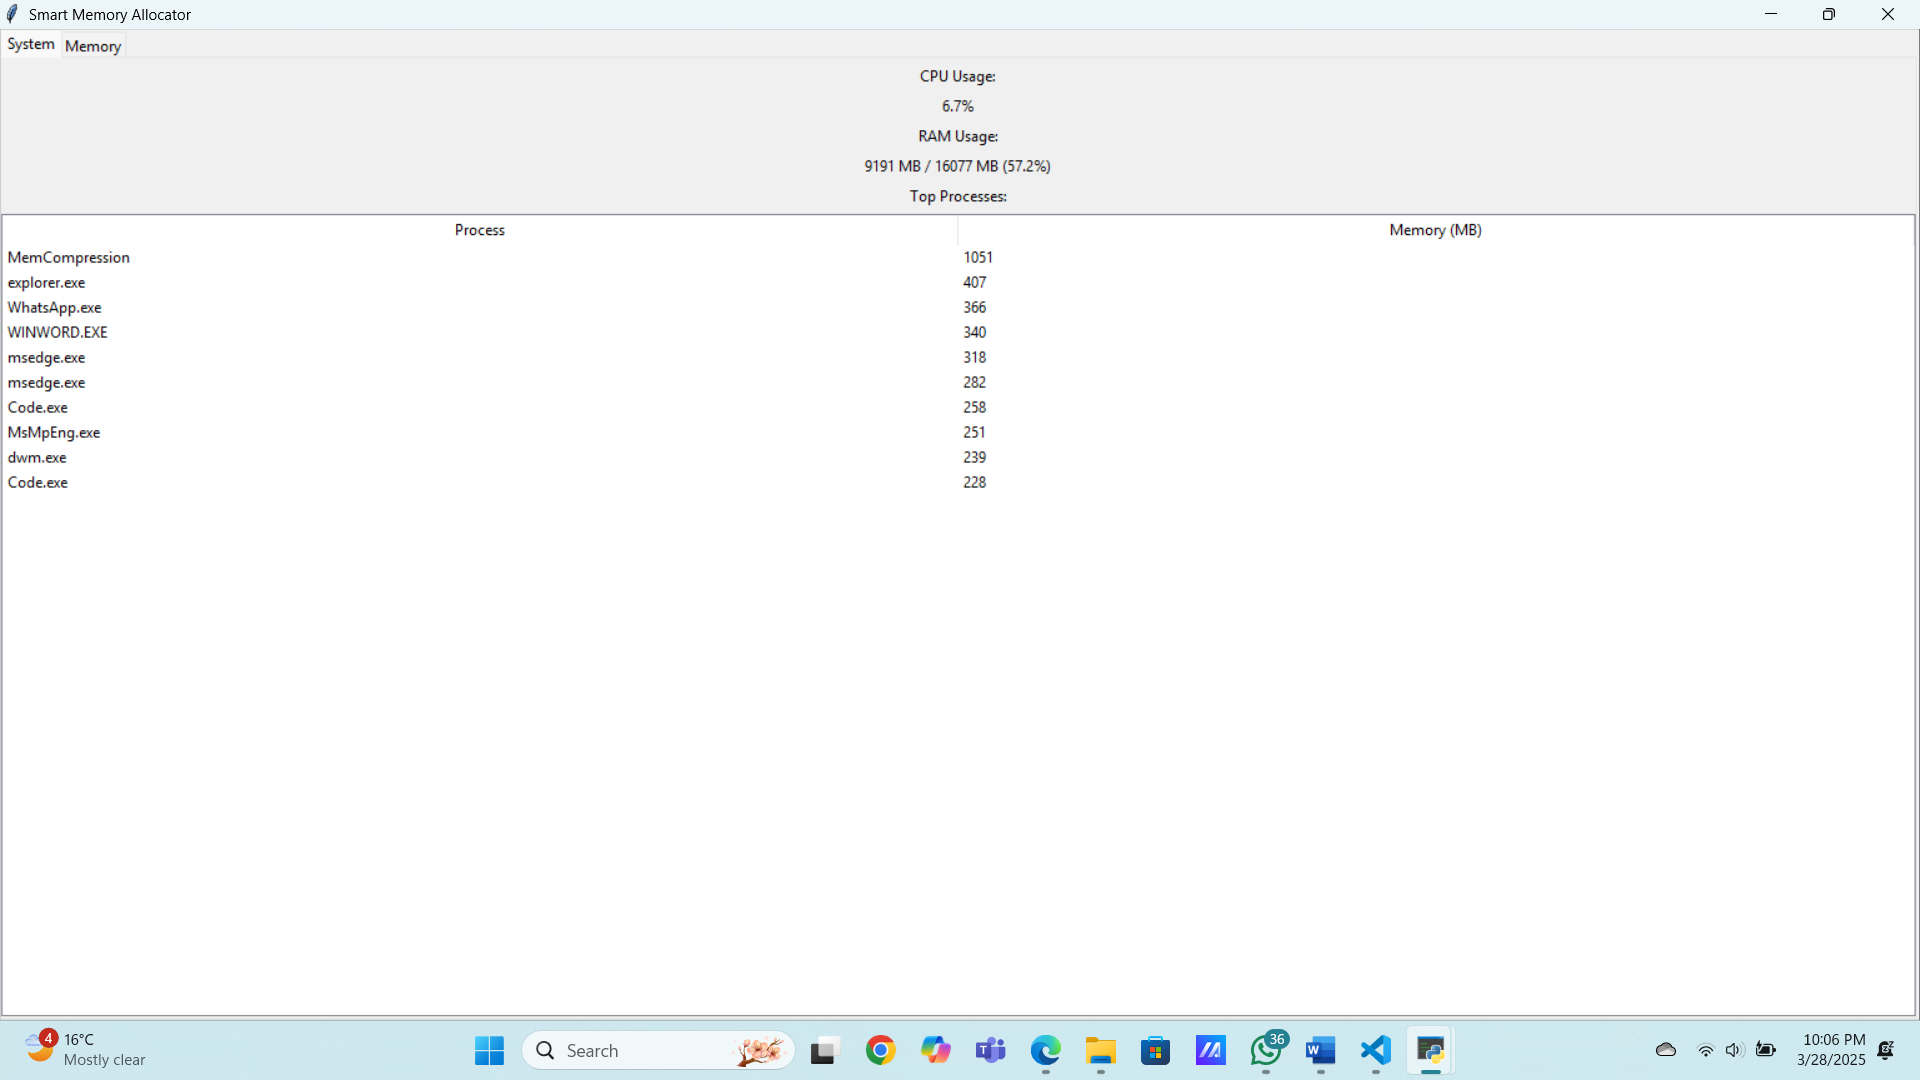 Smart Memory Allocator
System Memory
CPU Usage:
6.7%
RAM Usage:
9191 MB / 16077 MB (57.2%)
Top Processes:
Process Memory (MB)
MemCompression 1051
explorer.exe 407
WhatsApp.exe 366
WINWORD.EXE 340
msedge.exe 318
msedge.exe 282
Code.exe 258
MsMpEng.exe 251
dwm.exe 239
Code.exe 228
4 16°C
Mostly clear
Search
T
36
W
10:06 PM
3/28/2025